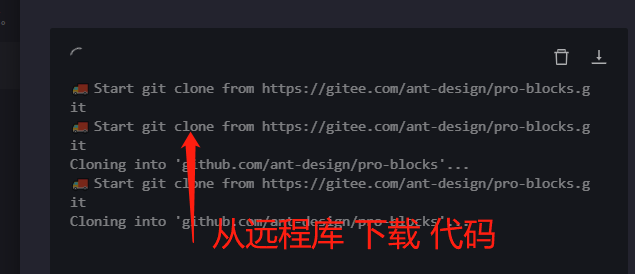 Start git clone from https://gitee.com/ant-design/pro-blocks.g
it
Start git clone from https://gitee.com/ant-design/pro-blocks.g
it
Cloning into 'github.com/ant-design/pro-blocks'...
Start git clone from https://gitee.com/ant-design/pro-blocks.g
it
Cloning into 'github.com/ant-design/pro-blocks'...
从远程库 下载 代码